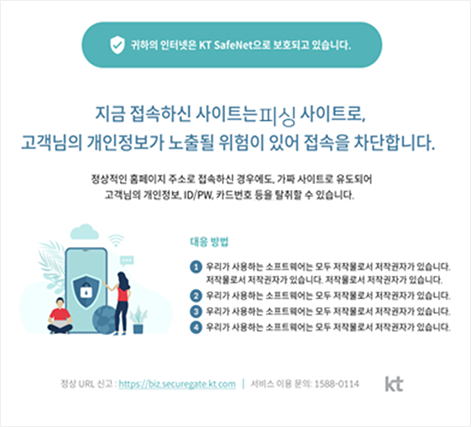 귀하의 인터넷은 KT SafeNet으로 보호되고 있습니다.
지금 접속하신 사이트는 피싱 사이트로,
고객님의 개인정보가 노출될 위험이 있어 접속을 차단합니다.
정상적인 홈페이지 주소로 접속하신 경우에도, 가짜 사이트로 유도되어
고객님의 개인정보, ID/PW, 카드번호 등을 탈취할 수 있습니다.
대응 방법
1 우리가 사용하는 소프트웨어는 모두 저작물로서 저작권자가 있습니다.
저작물로서 저작권자가 있습니다. 저작물로서 저작권자가 있습니다.
2 우리가 사용하는 소프트웨어는 모두 저작물로서 저작권자가 있습니다.
3 우리가 사용하는 소프트웨어는 모두 저작물로서 저작권자가 있습니다.
4 우리가 사용하는 소프트웨어는 모두 저작물로서 저작권자가 있습니다.
정상 URL 신고 : https://biz.securegate.kt.com | 서비스 이용 문의: 1588-0114 kt